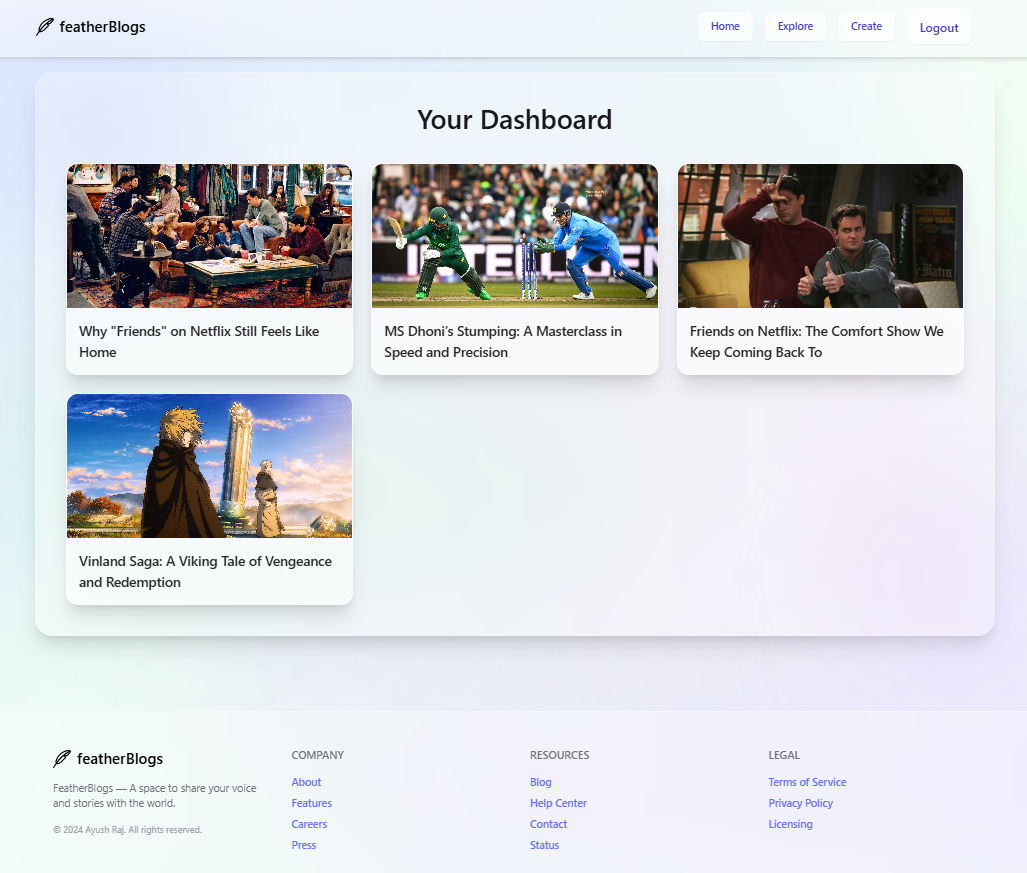 featherBlogs
Home
Explore
Create
Logout
Your Dashboard
INTELLIGEN
Why "Friends" on Netflix Still Feels Like
Home
MS Dhoni's Stumping: A Masterclass in
Speed and Precision
Friends on Netflix: The Comfort Show We
Keep Coming Back To
Vinland Saga: A Viking Tale of Vengeance
and Redemption
featherBlogs
FeatherBlogs — A space to share your voice
and stories with the world.
© 2024 Ayush Raj. All rights reserved.
COMPANY
About
Features
Careers
Press
RESOURCES
Blog
Help Center
Contact
Status
LEGAL
Terms of Service
Privacy Policy
Licensing